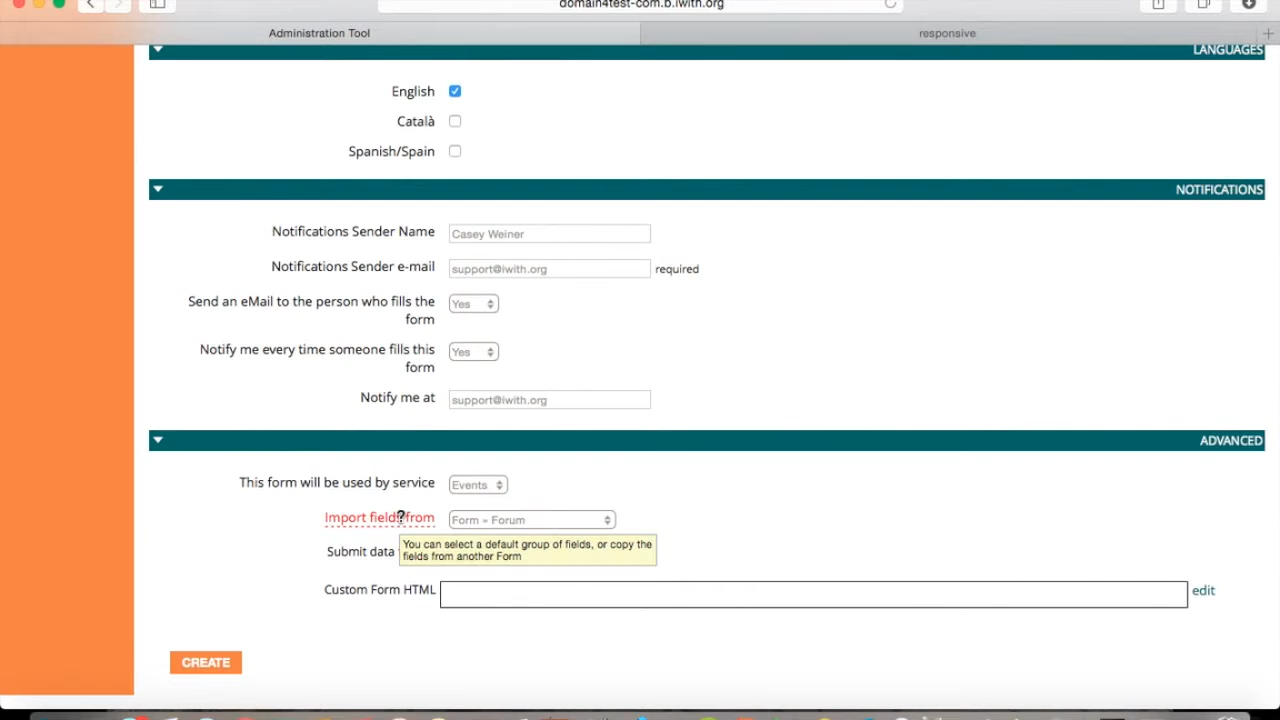 domain4test-com.b.iwith.org
Administration Tool
responsive
LANGUAGES
English
Català
Spanish/Spain
NOTIFICATIONS
Notifications Sender Name
Casey Weiner
Notifications Sender e-mail
support@iwith.org
required
Send an eMail to the person who fills the
form
Yes
Notify me every time someone fills this
form
Yes
Notify me at
support@iwith.org
ADVANCED
This form will be used by service
Events
Import fields from
Form - Forum
Submit data
You can select a default group of fields, or copy the
fields from another Form
Custom Form HTML
edit
CREATE